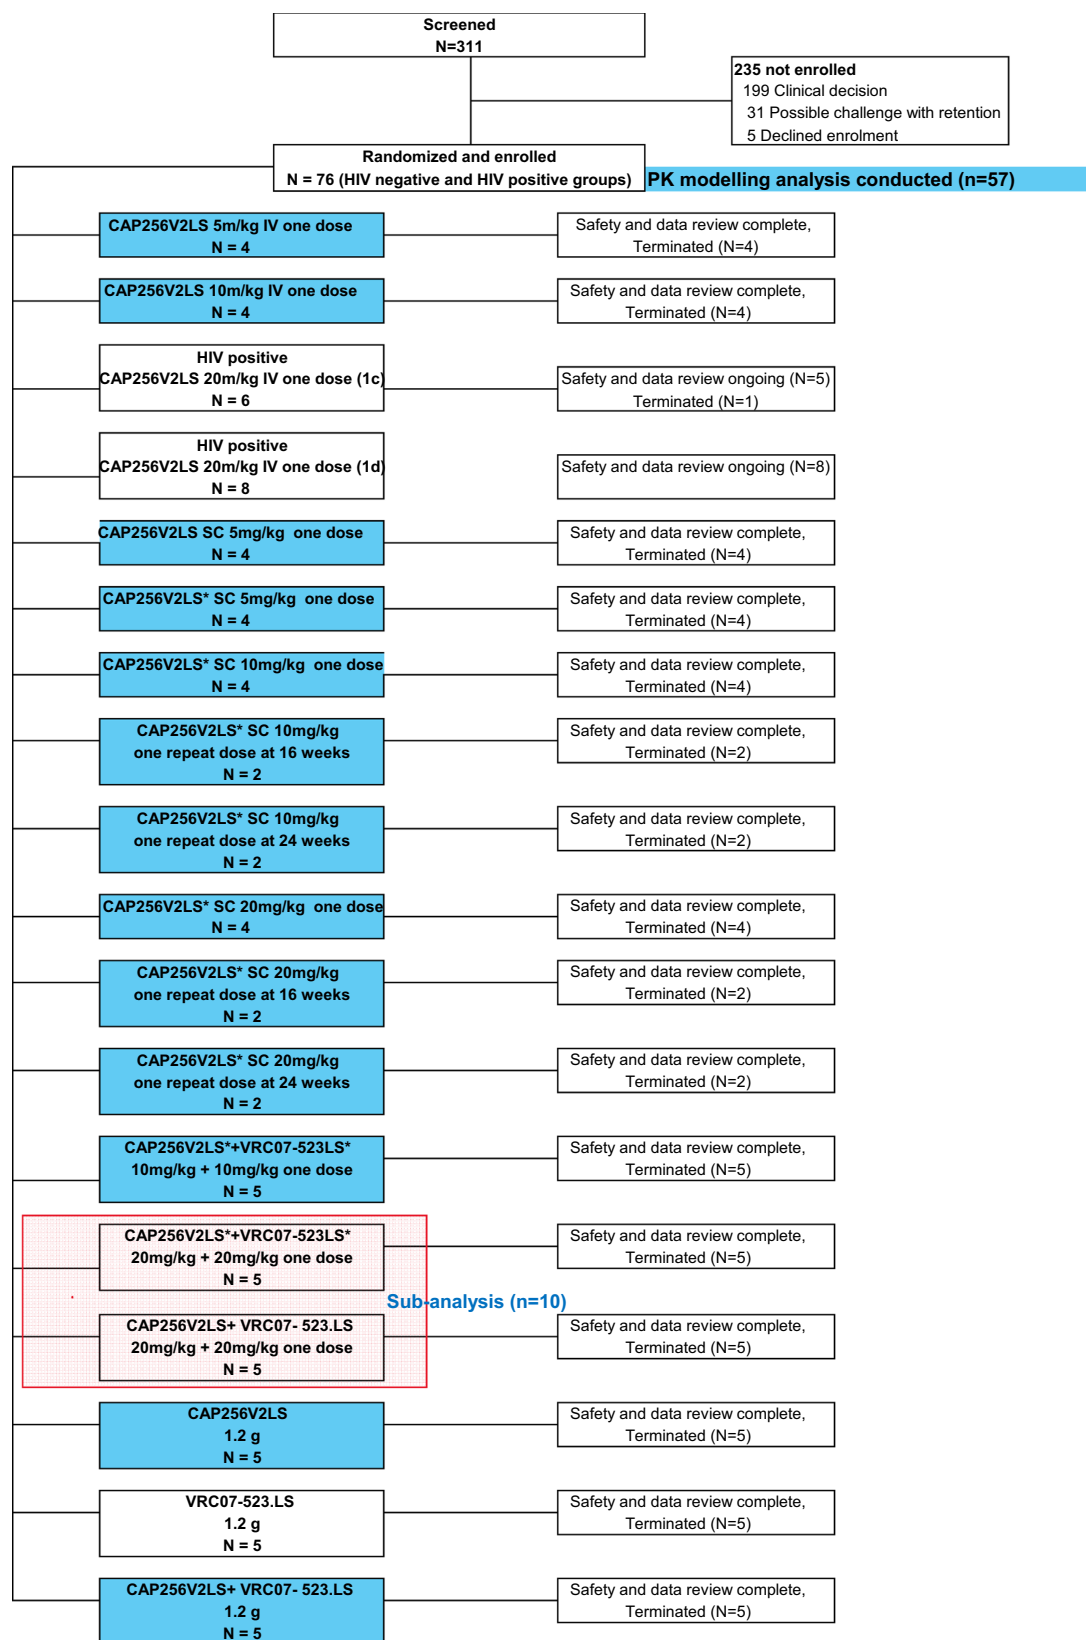 Screened
N=311
235 not enrolled
199 Clinical decision
31 Possible challenge with retention
5 Declined enrolment
Randomized and enrolled
N = 76 (HIV negative and HIV positive groups)
PK modelling analysis conducted (n=57)
CAP256V2LS 5m/kg IV one dose
N = 4
Safety and data review complete,
Terminated (N=4)
CAP256V2LS 10m/kg IV one dose
N = 4
Safety and data review complete,
Terminated (N=4)
HIV positive
CAP256V2LS 20m/kg IV one dose (1c)
N = 6
Safety and data review ongoing (N=5)
Terminated (N=1)
HIV positive
CAP256V2LS 20m/kg IV one dose (1d)
N = 8
Safety and data review ongoing (N=8)
CAP256V2LS SC 5mg/kg one dose
N = 4
Safety and data review complete,
Terminated (N=4)
CAP256V2LS* SC 5mg/kg one dose
N = 4
Safety and data review complete,
Terminated (N=4)
CAP256V2LS* SC 10mg/kg one dose
N = 4
Safety and data review complete,
Terminated (N=4)
CAP256V2LS* SC 10mg/kg
one repeat dose at 16 weeks
N = 2
Safety and data review complete,
Terminated (N=2)
CAP256V2LS* SC 10mg/kg
one repeat dose at 24 weeks
N = 2
Safety and data review complete,
Terminated (N=2)
CAP256V2LS* SC 20mg/kg one dose
N = 4
Safety and data review complete,
Terminated (N=4)
CAP256V2LS* SC 20mg/kg
one repeat dose at 16 weeks
N = 2
Safety and data review complete,
Terminated (N=2)
CAP256V2LS* SC 20mg/kg
one repeat dose at 24 weeks
N = 2
Safety and data review complete,
Terminated (N=2)
CAP256V2LS*+VRC07-523LS*
10mg/kg + 10mg/kg one dose
N = 5
Safety and data review complete,
Terminated (N=5)
CAP256V2LS*+VRC07-523LS*
20mg/kg + 20mg/kg one dose
N = 5
Safety and data review complete,
Terminated (N=5)
Sub-analysis (n=10)
CAP256V2LS+ VRC07- 523.LS
20mg/kg + 20mg/kg one dose
N = 5
Safety and data review complete,
Terminated (N=5)
CAP256V2LS
1.2 g
N = 5
Safety and data review complete,
Terminated (N=5)
VRC07-523.LS
1.2 g
N = 5
Safety and data review complete,
Terminated (N=5)
CAP256V2LS+ VRC07- 523.LS
1.2 g
N = 5
Safety and data review complete,
Terminated (N=5)